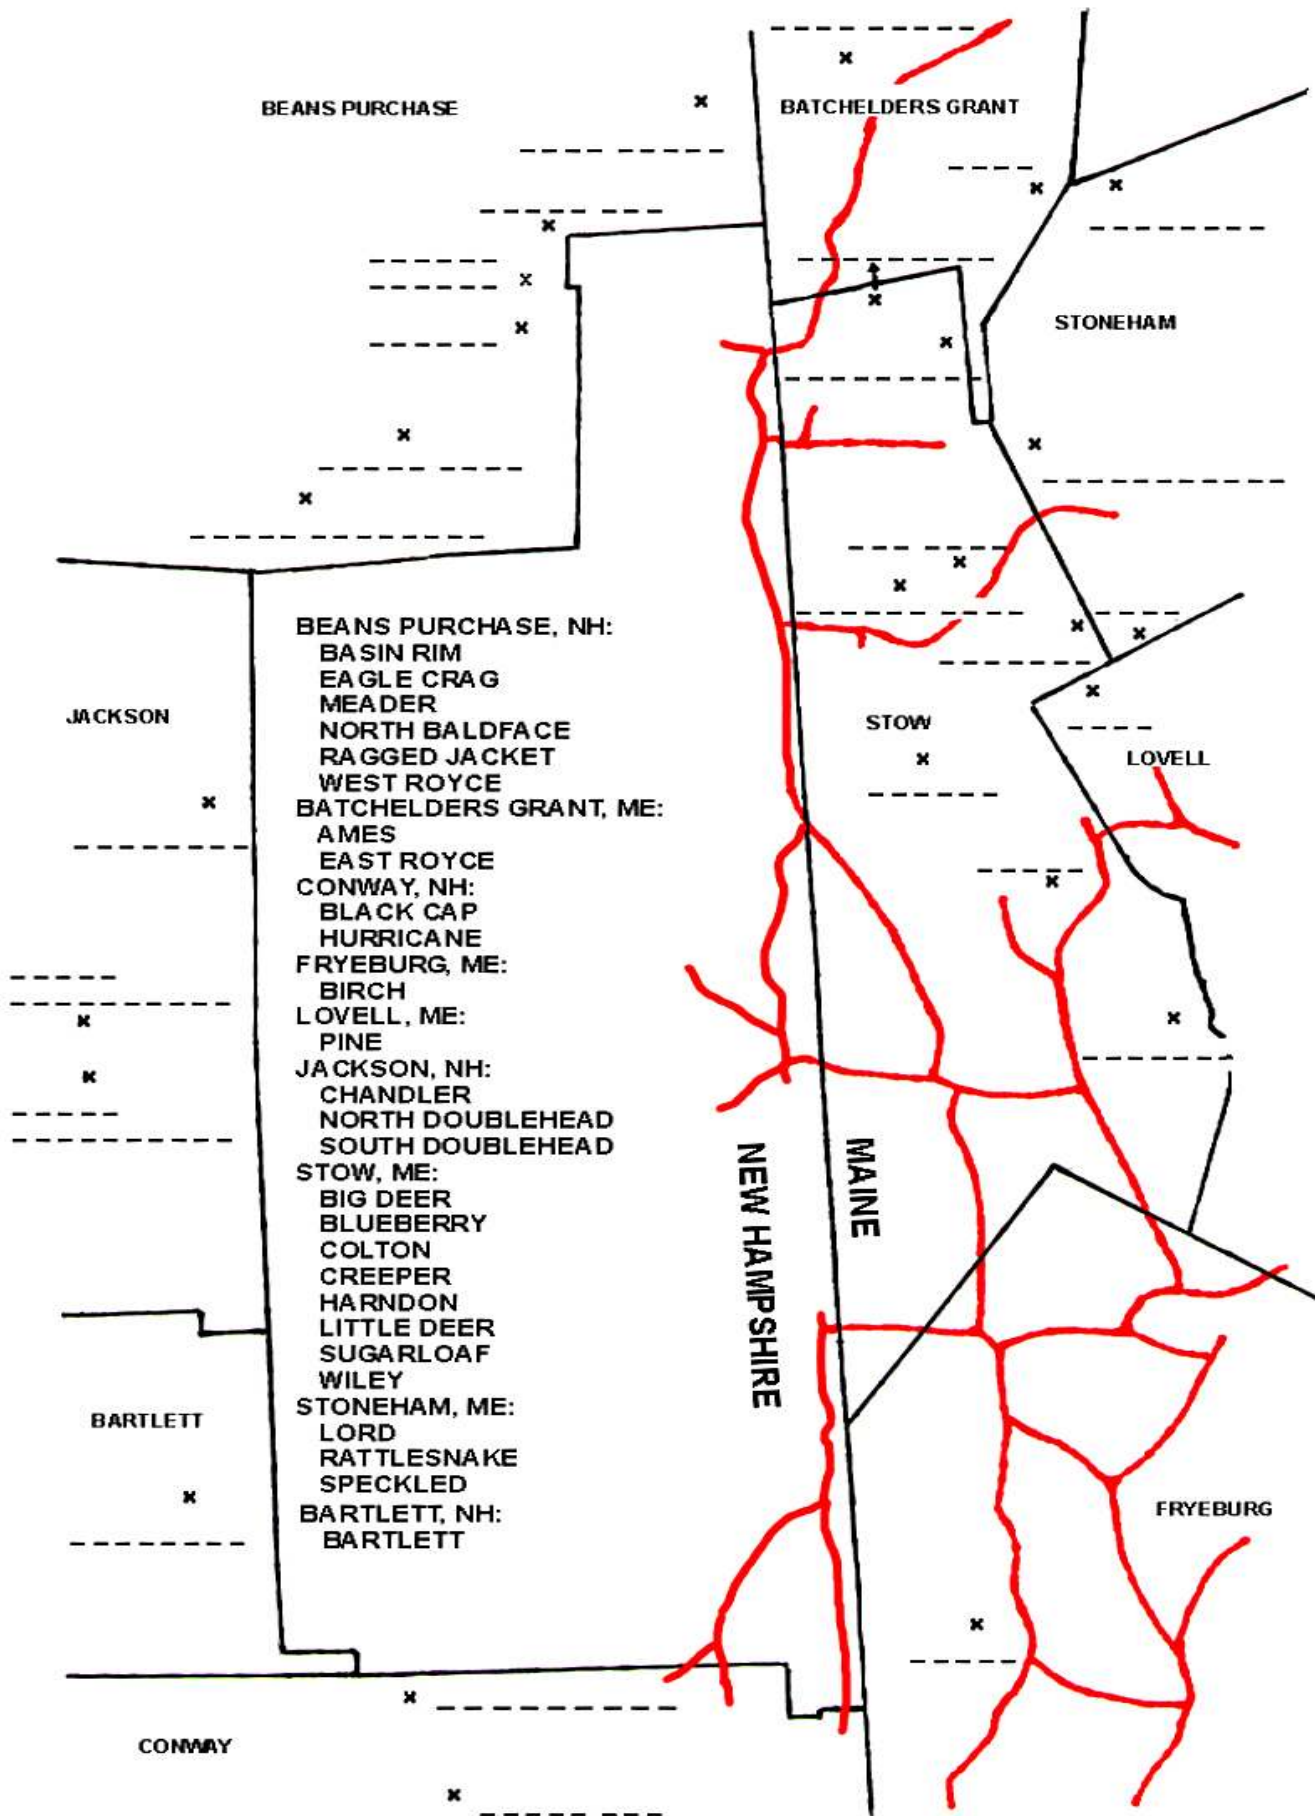 BEANS PURCHASE
BATCHELDERS GRANT
STONEHAM
BEANS PURCHASE, NH:
BASIN RIM
EAGLE CRAG
MEADER
NORTH BALDFACE
RAGGED JACKET
WEST ROYCE
BATCHELDERS GRANT, ME:
AMES
EAST ROYCE
CONWAY, NH:
BLACK CAP
HURRICANE
FRYEBURG, ME:
BIRCH
LOVELL, ME:
PINE
JACKSON, NH:
CHANDLER
NORTH DOUBLEHEAD
SOUTH DOUBLEHEAD
STOW, ME:
BIG DEER
BLUEBERRY
COLTON
CREEPER
HARNDON
LITTLE DEER
SUGARLOAF
WILEY
STONEHAM, ME:
LORD
RATTLESNAKE
SPECKLED
BARTLETT, NH:
BARTLETT
JACKSON
STOW
LOVELL
NEW HAMPSHIRE
MAINE
BARTLETT
FRYEBURG
CONWAY